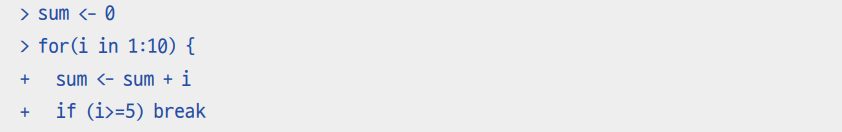 > sum <- 0
> for(i in 1:10) {
+   sum <- sum + i
+   if (i>=5) break